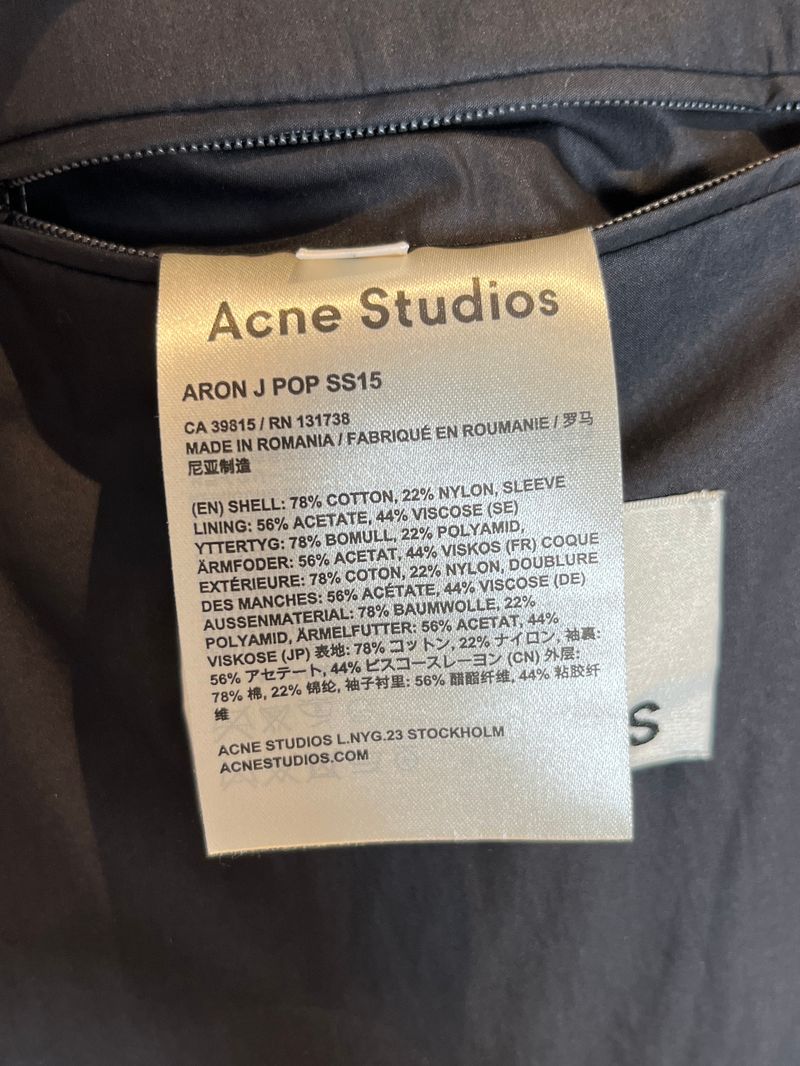 Acne Studios
ARON J POP SS15
CA 39815 / RN 131738
MADE IN ROMANIA / FABRIQUÉ EN ROUMANIE / 罗马
尼亚制造
(EN) SHELL: 78% COTTON, 22% NYLON, SLEEVE
LINING: 56% ACETATE, 44% VISCOSE (SE)
YTTERTYG: 78% BOMULL, 22% POLYAMID,
ÄRMFODER: 56% ACETAT, 44% VISKOS (FR) COQUE
EXTÉRIEURE: 78% COTON, 22% NYLON, DOUBLURE
DES MANCHES: 56% ACÉTATE, 44% VISCOSE (DE)
AUSSENMATERIAL: 78% BAUMWOLLE, 22%
POLYAMID, ÄRMELFUTTER: 56% ACETAT, 44%
VISKOSE (JP) 表地: 78% コットン, 22% ナイロン, 袖裏:
56% アセテート, 44% ビスコースレーヨン (CN) 外层:
78% 棉, 22% 锦纶, 袖子衬里: 56% 醋酯纤维, 44% 粘胶纤
维
ACNE STUDIOS L.NYG.23 STOCKHOLM
ACNESTUDIOS.COM
S